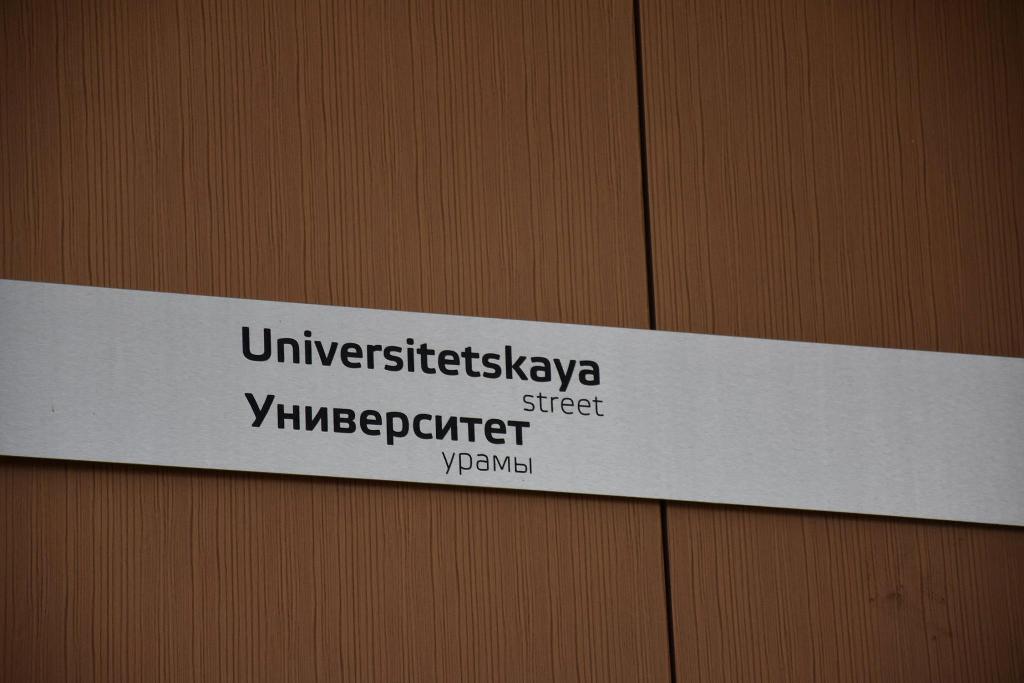 Universitetskaya
street
Университет
урамы